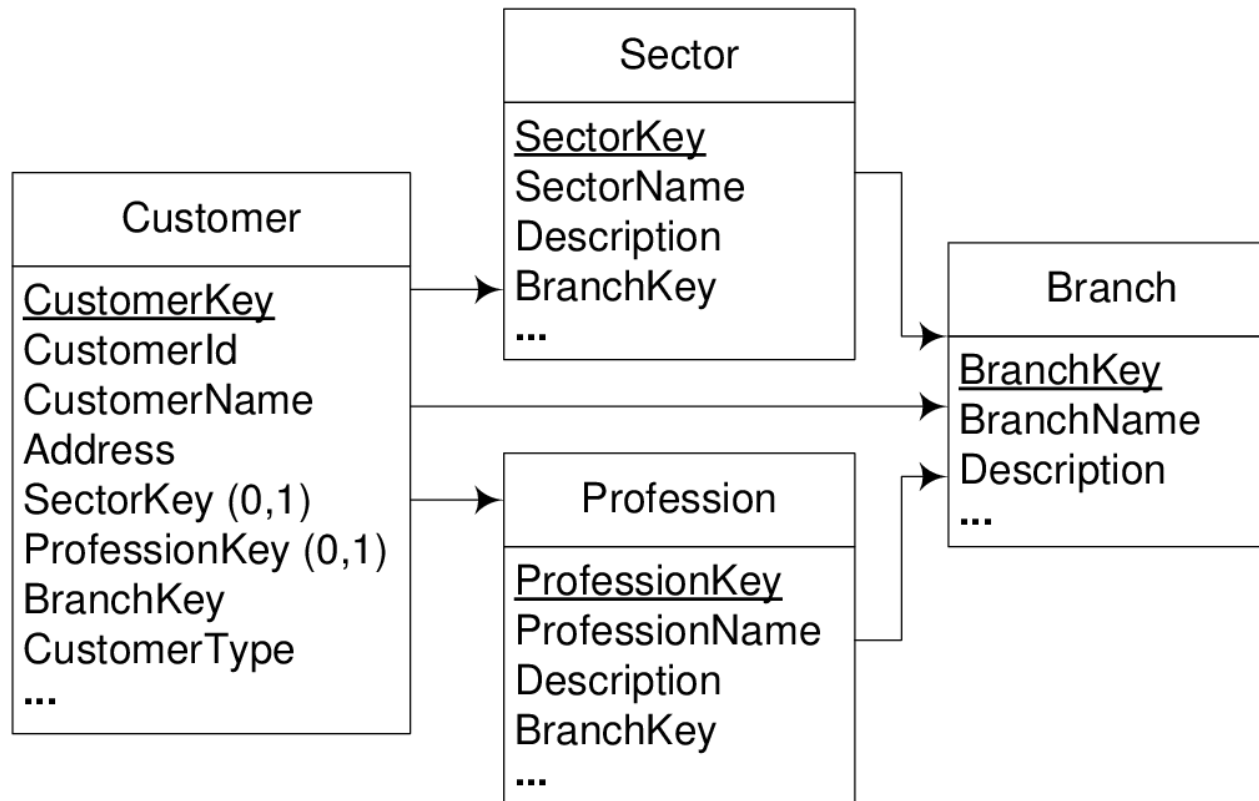 Customer
CustomerKey
CustomerId
CustomerName
Address
SectorKey (0,1)
ProfessionKey (0,1)
BranchKey
CustomerType
...
Sector
SectorKey
SectorName
Description
BranchKey
...
Profession
ProfessionKey
ProfessionName
Description
BranchKey
...
Branch
BranchKey
BranchName
Description
...